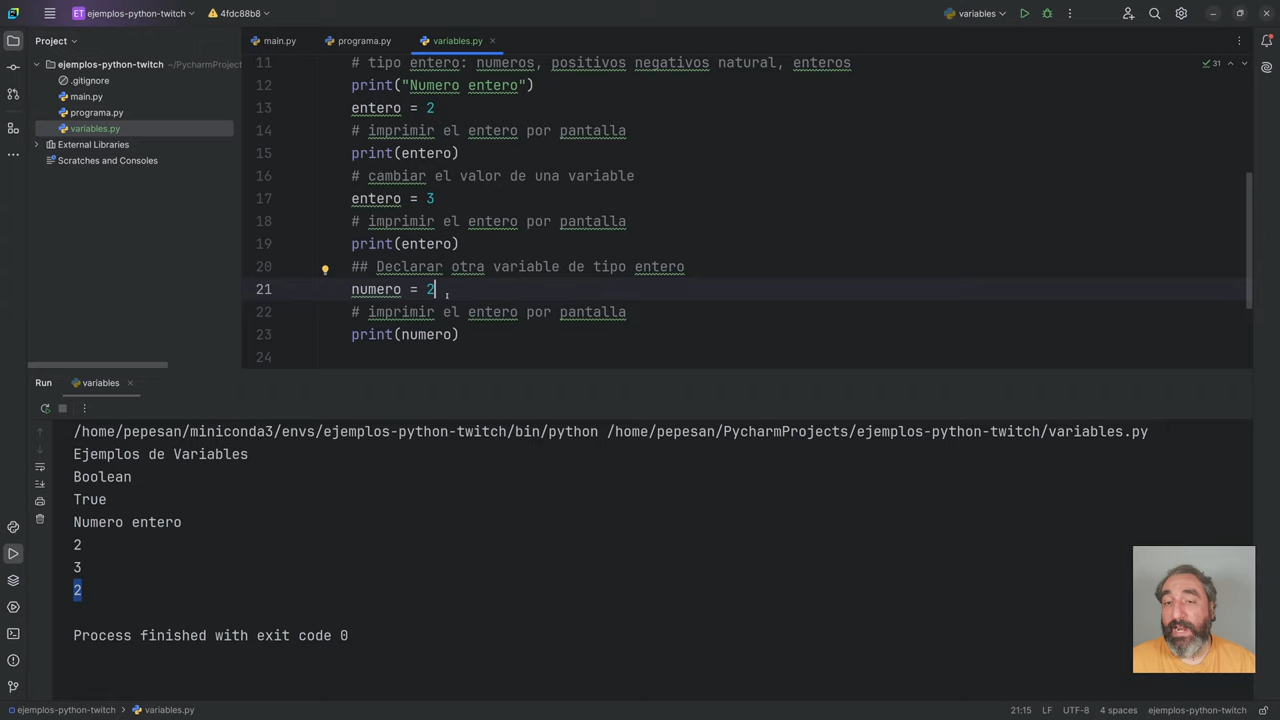 ET ejemplos-python-twitch
4fdc88b8
variables
Project
main.py
programa.py
variables.py
ejemplos-python-twitch ~/PycharmProject
.gitignore
main.py
programa.py
variables.py
External Libraries
Scratches and Consoles
31
11 # tipo entero: numeros, positivos negativos natural, enteros
12 print("Numero entero")
13 entero = 2
14 # imprimir el entero por pantalla
15 print(entero)
16 # cambiar el valor de una variable
17 entero = 3
18 # imprimir el entero por pantalla
19 print(entero)
20 ## Declarar otra variable de tipo entero
21 numero = 2
22 # imprimir el entero por pantalla
23 print(numero)
24
Run variables
/home/pepesan/miniconda3/envs/ejemplos-python-twitch/bin/python /home/pepesan/PycharmProjects/ejemplos-python-twitch/variables.py
Ejemplos de Variables
Boolean
True
Numero entero
2
3
2
Process finished with exit code 0
ejemplos-python-twitch variables.py
21:15 LF UTF-8 4 spaces ejemplos-python-twitch